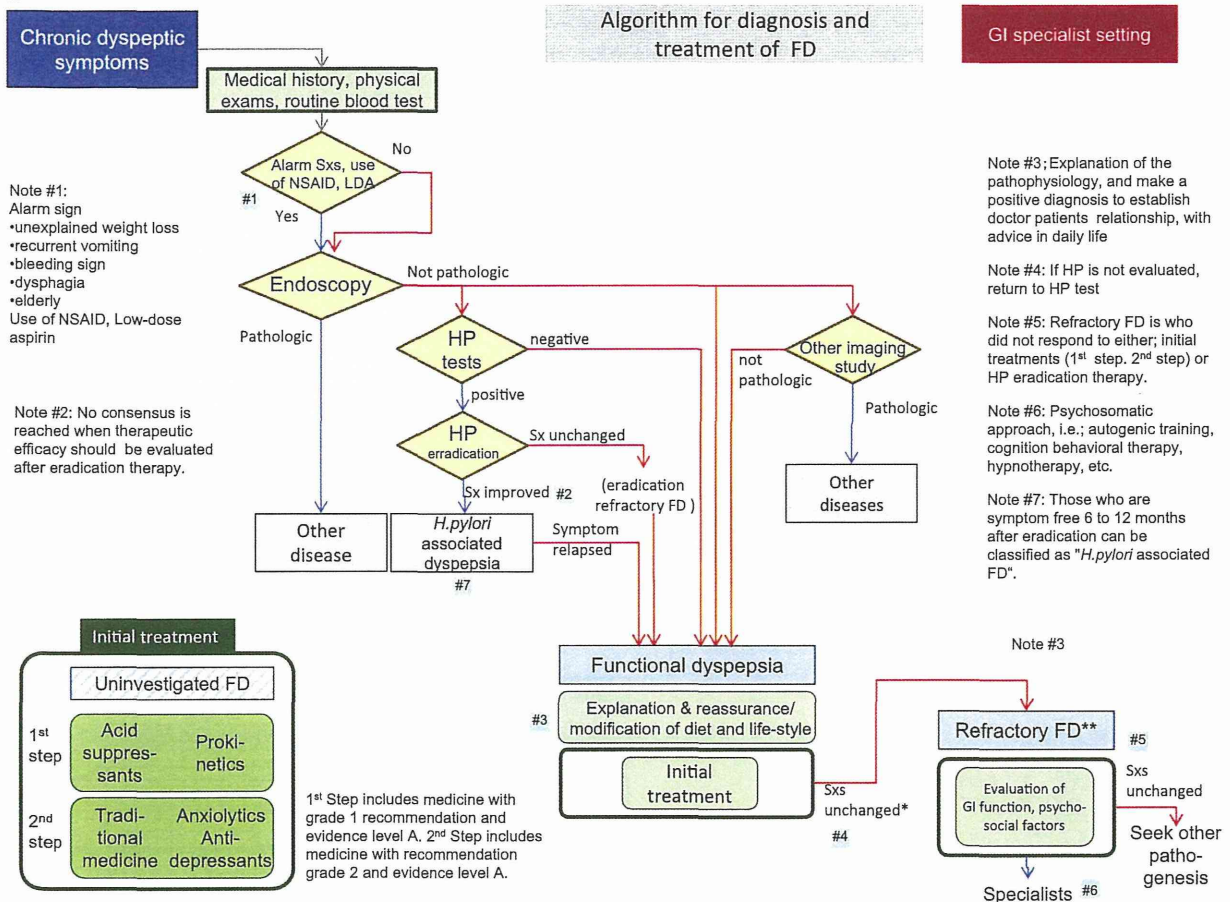 Chronic dyspeptic
symptoms
Algorithm for diagnosis and
treatment of FD
GI specialist setting
Medical history, physical
exams, routine blood test
Alarm Sxs, use
of NSAID, LDA
No
#1
Yes
Note #1:
Alarm sign
•unexplained weight loss
•recurrent vomiting
•bleeding sign
•dysphagia
•elderly
Use of NSAID, Low-dose
aspirin
Note #2: No consensus is
reached when therapeutic
efficacy should be evaluated
after eradication therapy.
Endoscopy
Not pathologic
Pathologic
HP
tests
negative
positive
Other imaging
study
not
pathologic
Pathologic
HP
erradication
Sx unchanged
(eradication
refractory FD )
Sx improved #2
Other
disease
H.pylori
associated
dyspepsia
#7
Symptom
relapsed
Other
diseases
Note #3;Explanation of the
pathophysiology, and make a
positive diagnosis to establish
doctor patients relationship, with
advice in daily life
Note #4: If HP is not evaluated,
return to HP test
Note #5: Refractory FD is who
did not respond to either; initial
treatments (1st step. 2nd step) or
HP eradication therapy.
Note #6: Psychosomatic
approach, i.e.; autogenic training,
cognition behavioral therapy,
hypnotherapy, etc.
Note #7: Those who are
symptom free 6 to 12 months
after eradication can be
classified as "H.pylori associated
FD".
Initial treatment
Uninvestigated FD
1st
step
Acid
suppres-
sants
Proki-
netics
2nd
step
Tradi-
tional
medicine
Anxiolytics
Anti-
depressants
1st Step includes medicine with
grade 1 recommendation and
evidence level A. 2nd Step includes
medicine with recommendation
grade 2 and evidence level A.
Functional dyspepsia
#3
Explanation & reassurance/
modification of diet and life-style
Initial
treatment
Sxs
unchanged*
#4
Note #3
Refractory FD**
#5
Evaluation of
GI function, psycho-
social factors
Sxs
unchanged
Seek other
patho-
genesis
Specialists #6